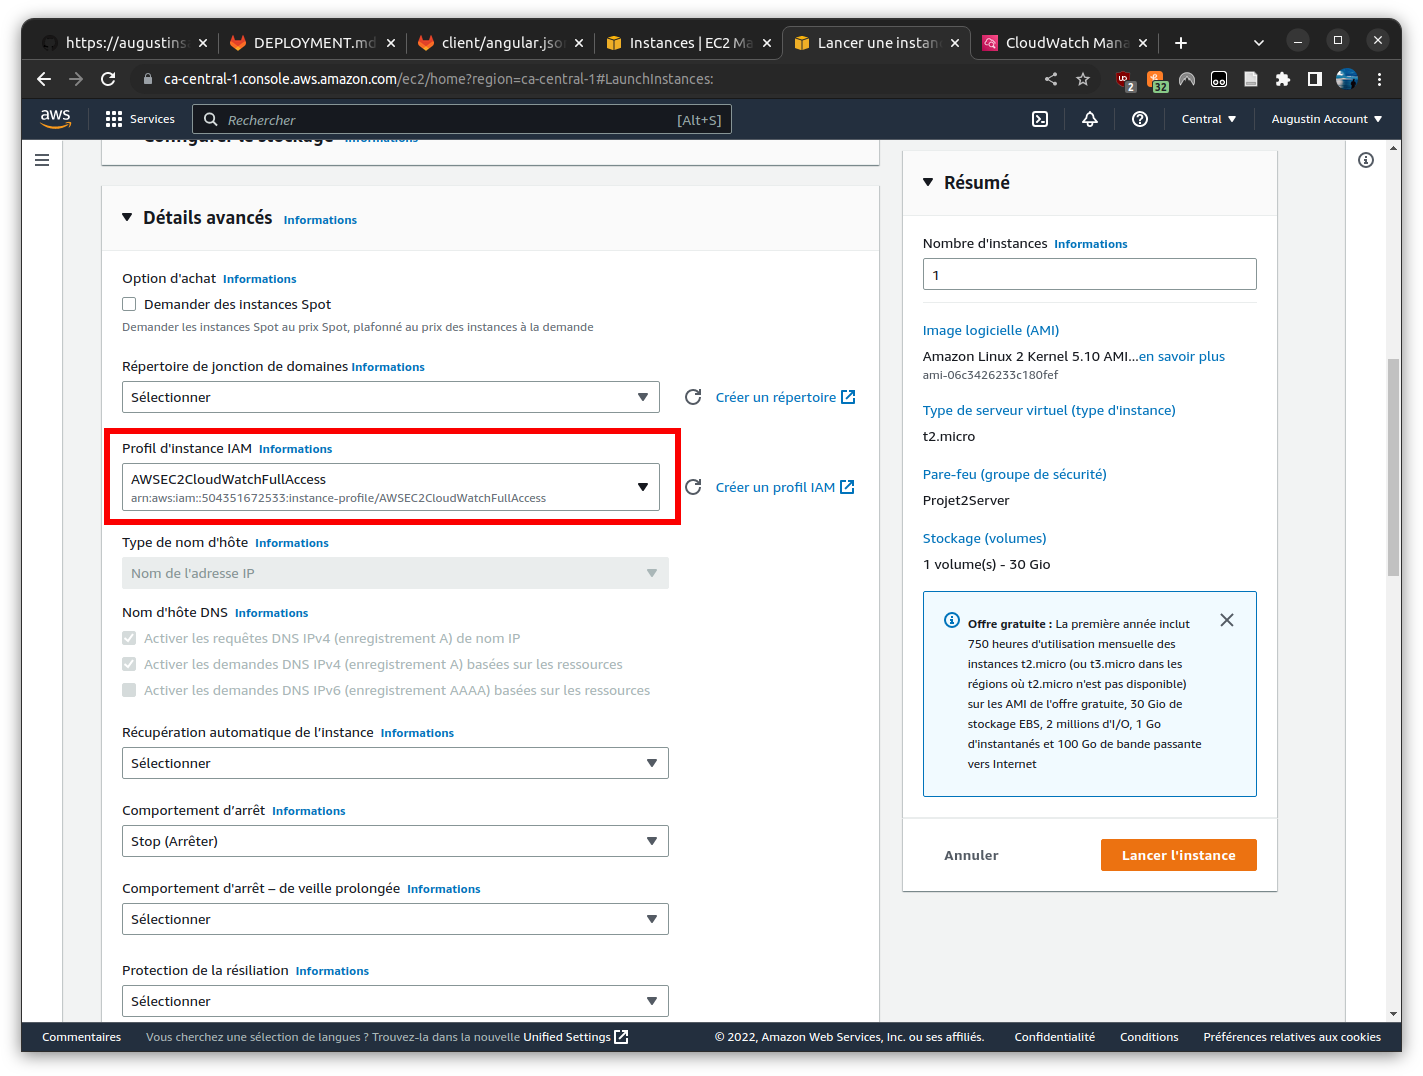 https://augustins
DEPLOYMENT.md
client/angular.json
Instances | EC2 Ma
Lancer une instan
CloudWatch Mana
ca-central-1.console.aws.amazon.com/ec2/home?region=ca-central-1#LaunchInstances:
2
32
aws
Services
Rechercher
[Alt+S]
Central
Augustin Account
Configurer le stockage Informations
Détails avancés Informations
Option d'achat Informations
Demander des instances Spot
Demander les instances Spot au prix Spot, plafonné au prix des instances à la demande
Répertoire de jonction de domaines Informations
Sélectionner
Créer un répertoire
Profil d'instance IAM Informations
AWSEC2CloudWatchFullAccess
arn:aws:iam::504351672533:instance-profile/AWSEC2CloudWatchFullAccess
Créer un profil IAM
Type de nom d'hôte Informations
Nom de l'adresse IP
Nom d'hôte DNS Informations
Activer les requêtes DNS IPv4 (enregistrement A) de nom IP
Activer les demandes DNS IPv4 (enregistrement A) basées sur les ressources
Activer les demandes DNS IPv6 (enregistrement AAAA) basées sur les ressources
Récupération automatique de l'instance Informations
Sélectionner
Comportement d'arrêt Informations
Stop (Arrêter)
Comportement d'arrêt – de veille prolongée Informations
Sélectionner
Protection de la résiliation Informations
Sélectionner
Résumé
Nombre d'instances Informations
1
Image logicielle (AMI)
Amazon Linux 2 Kernel 5.10 AMI...en savoir plus
ami-06c3426233c180fef
Type de serveur virtuel (type d'instance)
t2.micro
Pare-feu (groupe de sécurité)
Projet2Server
Stockage (volumes)
1 volume(s) - 30 Gio
Offre gratuite : La première année inclut
750 heures d'utilisation mensuelle des
instances t2.micro (ou t3.micro dans les
régions où t2.micro n'est pas disponible)
sur les AMI de l'offre gratuite, 30 Gio de
stockage EBS, 2 millions d'I/O, 1 Go
d'instantanés et 100 Go de bande passante
vers Internet
Annuler
Lancer l'instance
Commentaires
Vous cherchez une sélection de langues ? Trouvez-la dans la nouvelle Unified Settings
© 2022, Amazon Web Services, Inc. ou ses affiliés.
Confidentialité
Conditions
Préférences relatives aux cookies